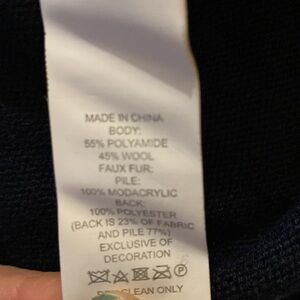 MADE IN CHINA
BODY:
55% POLYAMIDE
45% WOOL
FAUX FUR:
PILE:
100% MODACRYLIC
BACK:
100% POLYESTER
(BACK IS 23% OF FABRIC
AND PILE 77%)
EXCLUSIVE OF
DECORATION
P
CLEAN ONLY